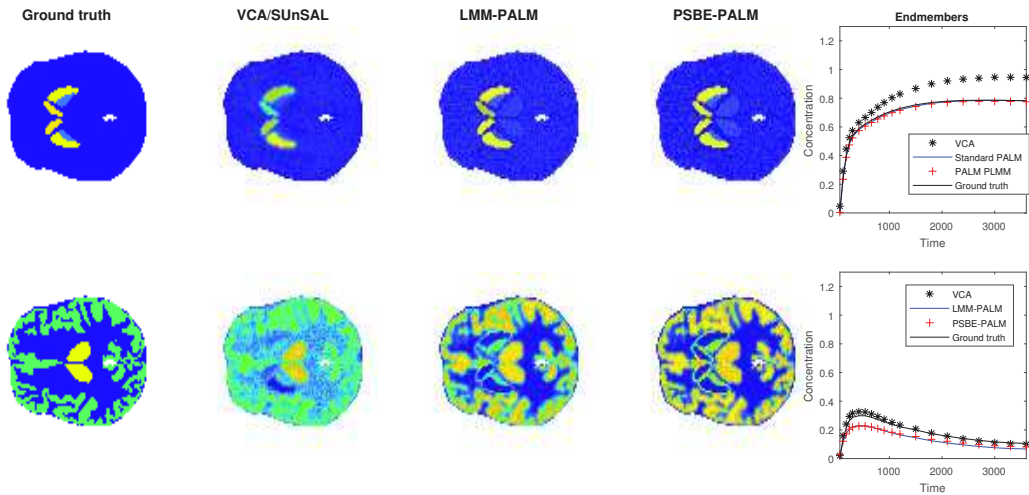 Ground truth
VCA/SUnSAL
LMM-PALM
PSBE-PALM
Endmembers
1.2
1
0.8
0.6
0.4
0.2
0
Concentration
VCA
Standard PALM
PALM PLMM
Ground truth
1000
2000
3000
Time
1.2
1
0.8
0.6
0.4
0.2
0
Concentration
VCA
LMM-PALM
PSBE-PALM
Ground truth
1000
2000
3000
Time